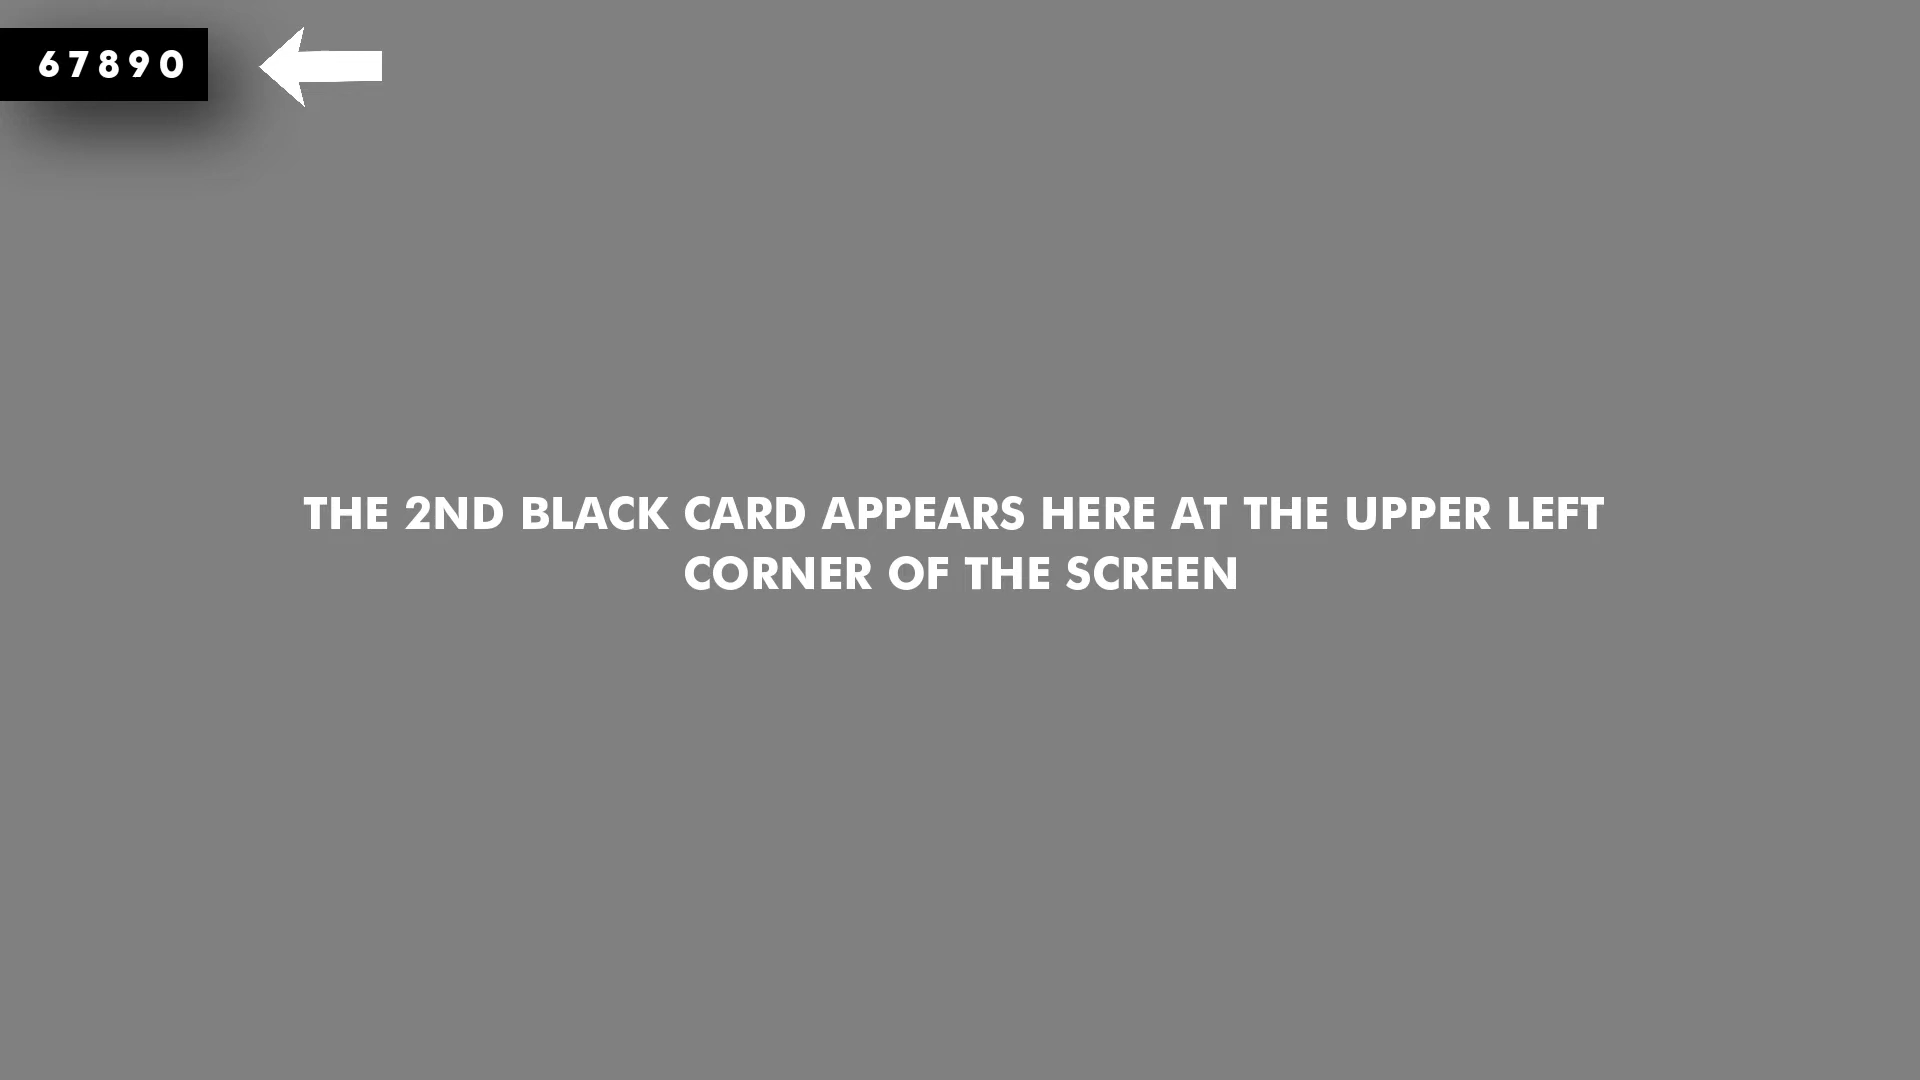 67890
THE 2ND BLACK CARD APPEARS HERE AT THE UPPER LEFT
CORNER OF THE SCREEN